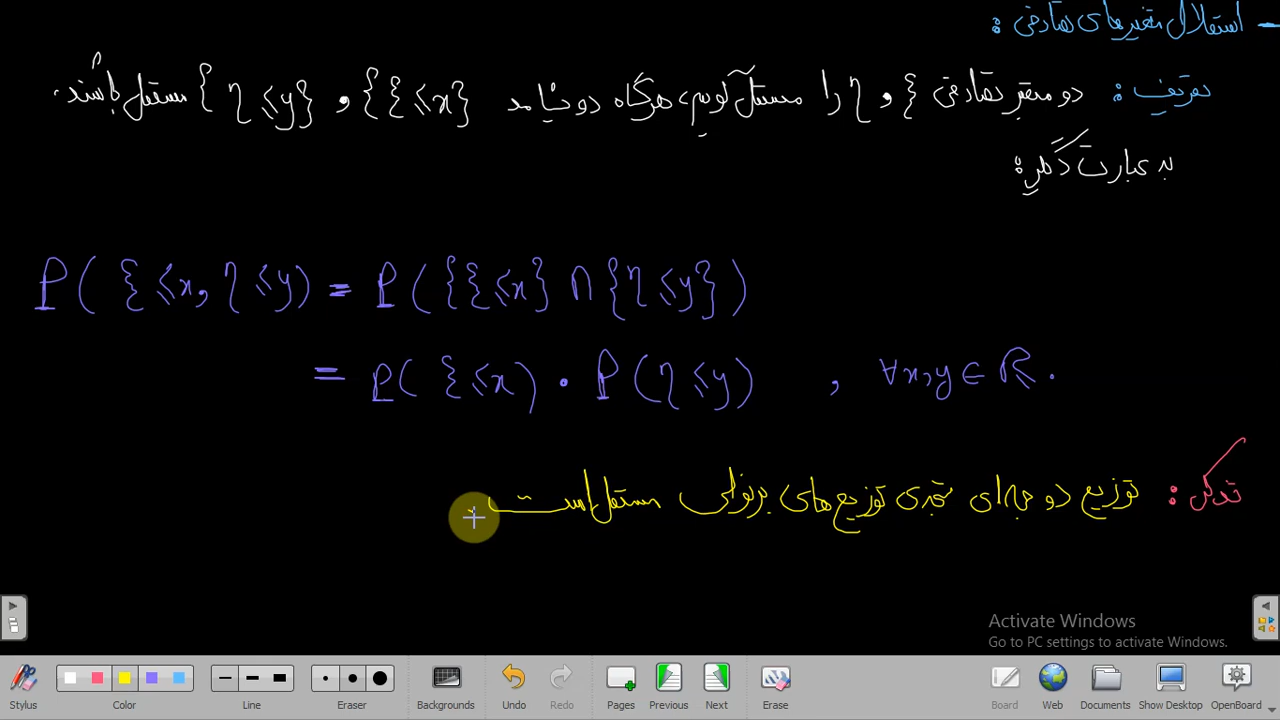 - استقلال متغیرهای تصادفی :
تعریف : دو متغیر تصادفی ξ و η را مستقل گوییم، هرگاه دو پیشامد {ξ ≤ x} و {η ≤ y} مستقل باشند.
به عبارت دیگر :
P(ξ ≤ x, η ≤ y) = P({ξ ≤ x} ∩ {η ≤ y})
= P(ξ ≤ x) · P(η ≤ y) , ∀x, y ∈ ℝ.
تذکر : توزیع دو جمله‌ای تجزی توزیع‌های برنولی مستقل است.
Activate Windows
Go to PC settings to activate Windows.
Stylus Color Line Eraser Backgrounds Undo Redo Pages Previous Next Erase Board Web Documents Show Desktop OpenBoard